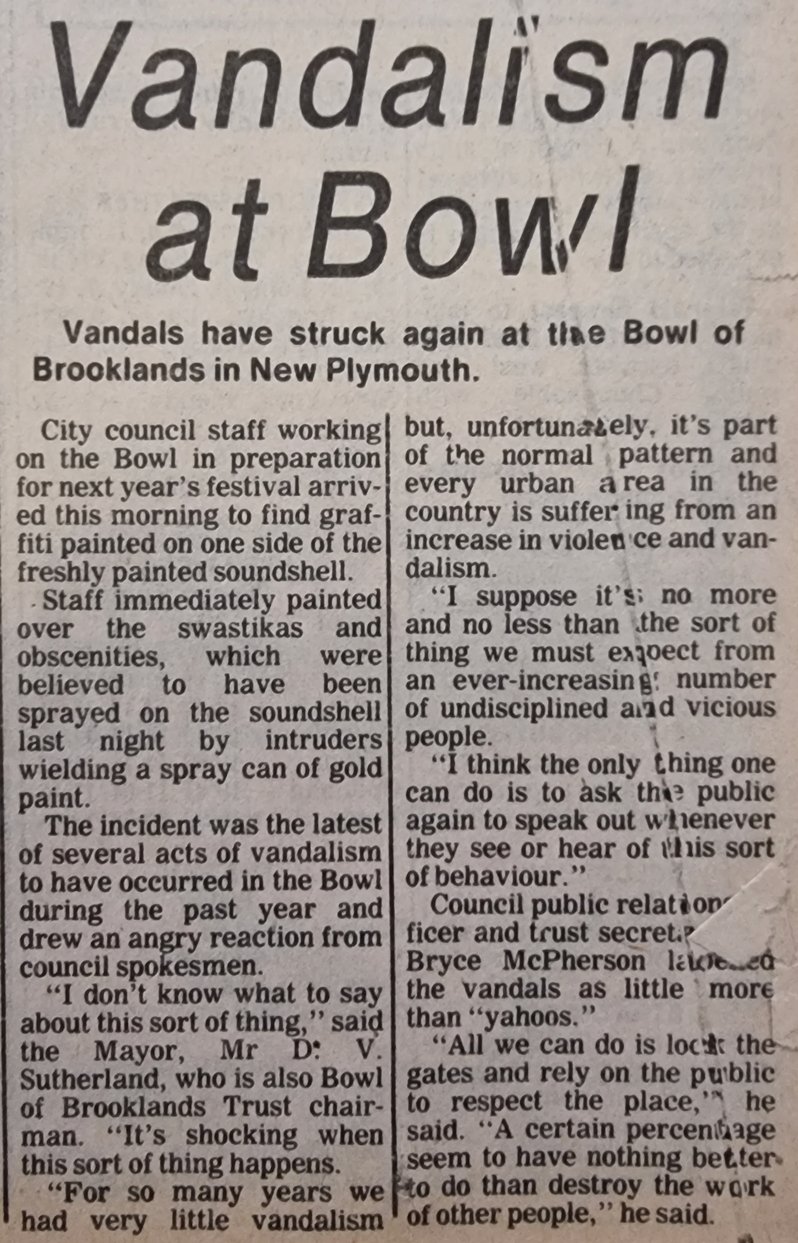 Vandalism
at Bowl
Vandals have struck again at the Bowl of
Brooklands in New Plymouth.
City council staff working
on the Bowl in preparation
for next year's festival arriv-
ed this morning to find graf-
fiti painted on one side of the
freshly painted soundshell.
Staff immediately painted
over the swastikas and
obscenities, which were
believed to have been
sprayed on the soundshell
last night by intruders
wielding a spray can of gold
paint.
The incident was the latest
of several acts of vandalism
to have occurred in the Bowl
during the past year and
drew an angry reaction from
council spokesmen.
"I don't know what to say
about this sort of thing," said
the Mayor, Mr D. V.
Sutherland, who is also Bowl
of Brooklands Trust chair-
man. "It's shocking when
this sort of thing happens.
"For so many years we
had very little vandalism
but, unfortunately, it's part
of the normal pattern and
every urban area in the
country is suffering from an
increase in violence and van-
dalism.
"I suppose it's no more
and no less than the sort of
thing we must expect from
an ever-increasing number
of undisciplined and vicious
people.
"I think the only thing one
can do is to ask the public
again to speak out whenever
they see or hear of this sort
of behaviour."
Council public relations
ficer and trust
Bryce McPherson
the vandals as little more
than "yahoos."
"All we can do is lock the
gates and rely on the public
to respect the place," he
said. "A certain percentage
seem to have nothing better
to do than destroy the work
of other people," he said.